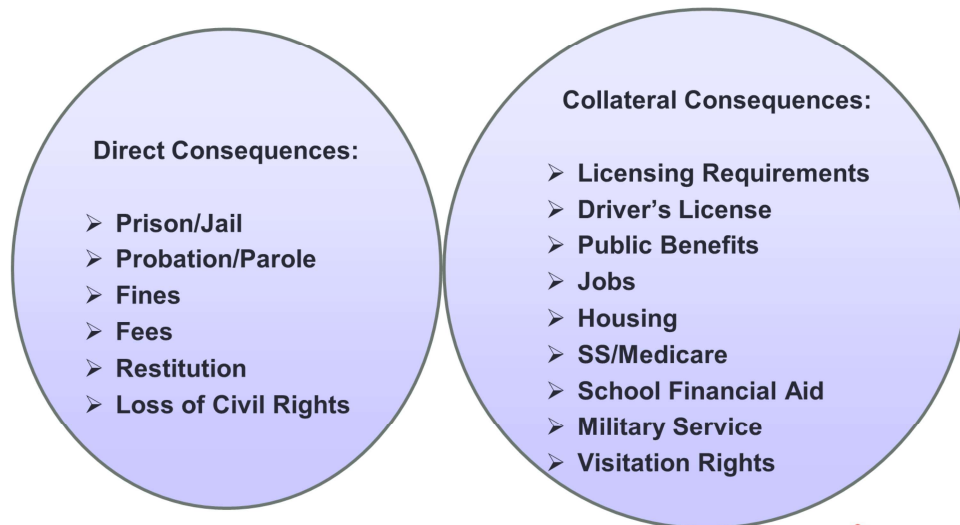 Direct Consequences:
➢ Prison/Jail
➢ Probation/Parole
➢ Fines
➢ Fees
➢ Restitution
➢ Loss of Civil Rights
Collateral Consequences:
➢ Licensing Requirements
➢ Driver’s License
➢ Public Benefits
➢ Jobs
➢ Housing
➢ SS/Medicare
➢ School Financial Aid
➢ Military Service
➢ Visitation Rights